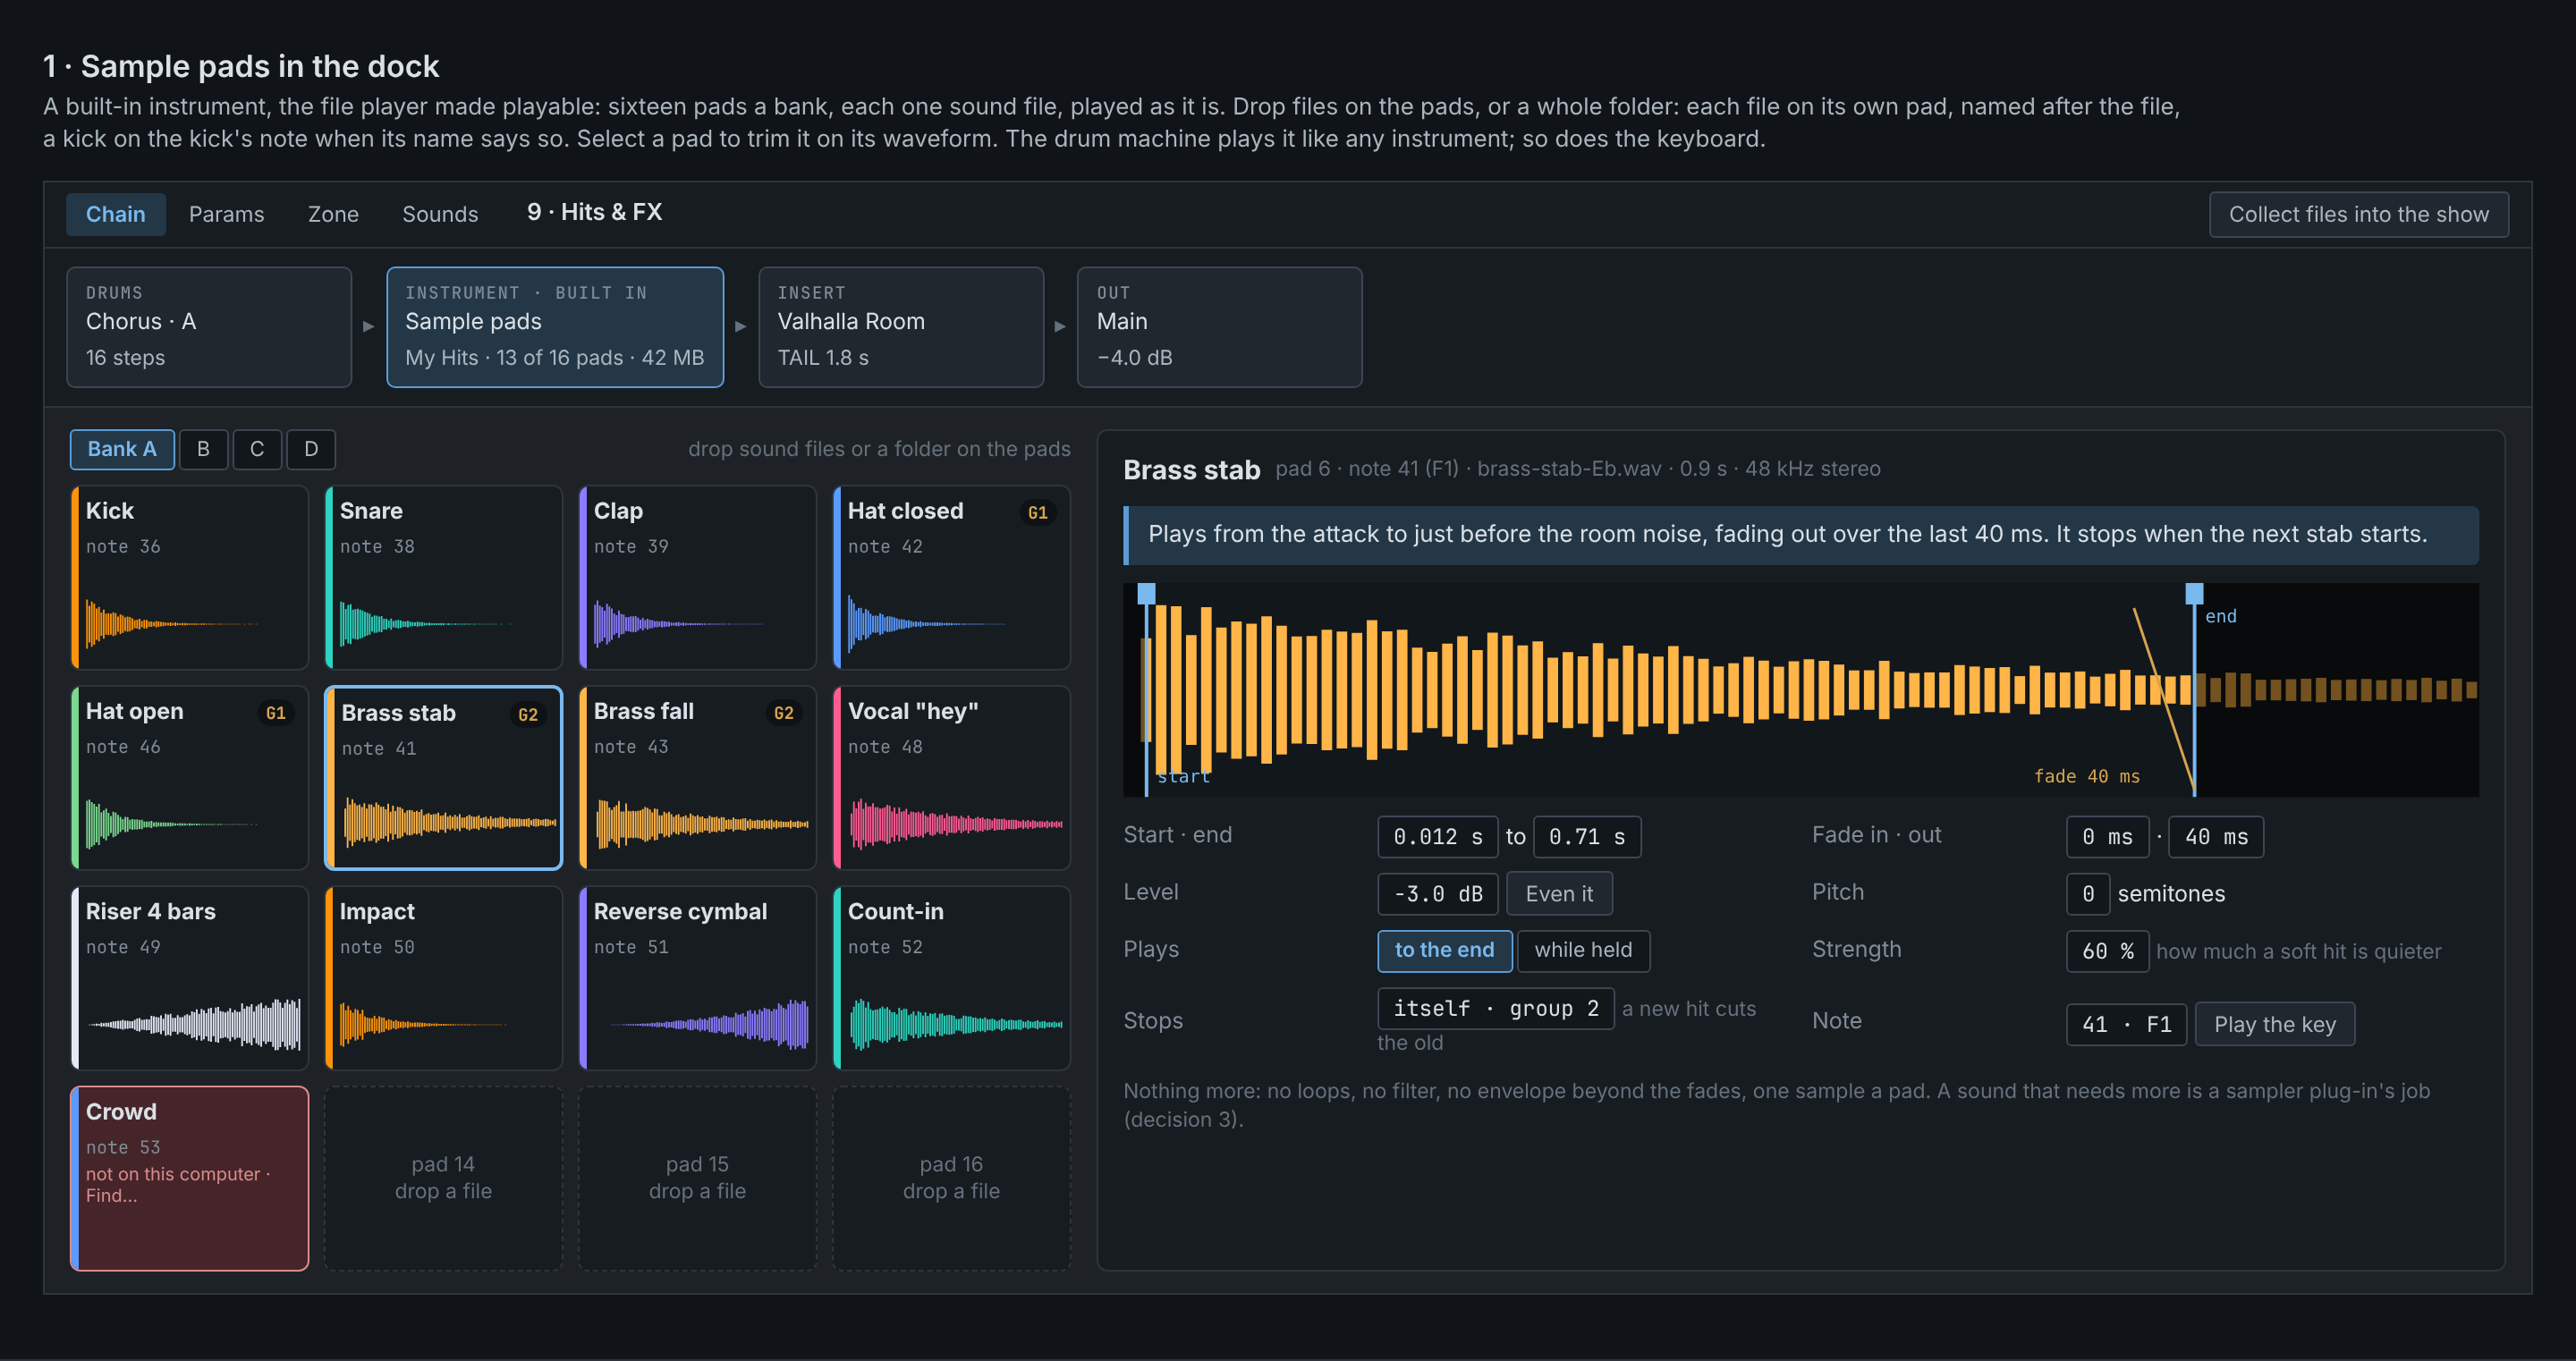 1 · Sample pads in the dock
A built-in instrument, the file player made playable: sixteen pads a bank, each one sound file, played as it is. Drop files on the pads, or a whole folder: each file on its own pad, named after the file,
a kick on the kick's note when its name says so. Select a pad to trim it on its waveform. The drum machine plays it like any instrument; so does the keyboard.
Chain Params Zone Sounds 9 · Hits & FX Collect files into the show
DRUMS
Chorus · A
16 steps
INSTRUMENT · BUILT IN
Sample pads
My Hits · 13 of 16 pads · 42 MB
INSERT
Valhalla Room
TAIL 1.8 s
OUT
Main
−4.0 dB
Bank A B C D drop sound files or a folder on the pads
Kick
note 36
Snare
note 38
Clap
note 39
Hat closed G1
note 42
Hat open G1
note 46
Brass stab G2
note 41
Brass fall G2
note 43
Vocal "hey"
note 48
Riser 4 bars
note 49
Impact
note 50
Reverse cymbal
note 51
Count-in
note 52
Crowd
note 53
not on this computer ·
Find...
pad 14
drop a file
pad 15
drop a file
pad 16
drop a file
Brass stab pad 6 · note 41 (F1) · brass-stab-Eb.wav · 0.9 s · 48 kHz stereo
Plays from the attack to just before the room noise, fading out over the last 40 ms. It stops when the next stab starts.
end
start
fade 40 ms
Start · end 0.012 s to 0.71 s
Fade in · out 0 ms · 40 ms
Level -3.0 dB Even it
Pitch 0 semitones
Plays to the end while held
Strength 60 % how much a soft hit is quieter
Stops itself · group 2 a new hit cuts
the old
Note 41 · F1 Play the key
Nothing more: no loops, no filter, no envelope beyond the fades, one sample a pad. A sound that needs more is a sampler plug-in's job
(decision 3).